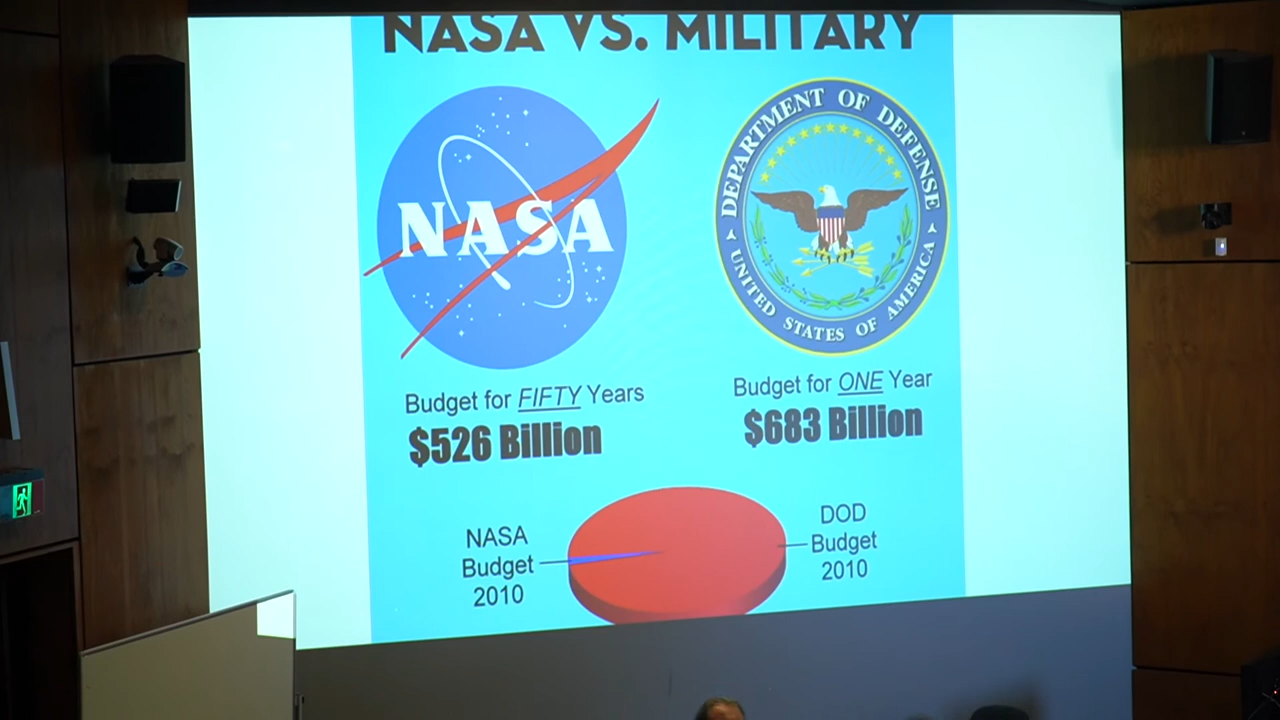 NASA VS. MILITARY
NASA
DEPARTMENT OF DEFENSE
UNITED STATES OF AMERICA
Budget for FIFTY Years
$526 Billion
Budget for ONE Year
$683 Billion
NASA
Budget
2010
DOD
Budget
2010